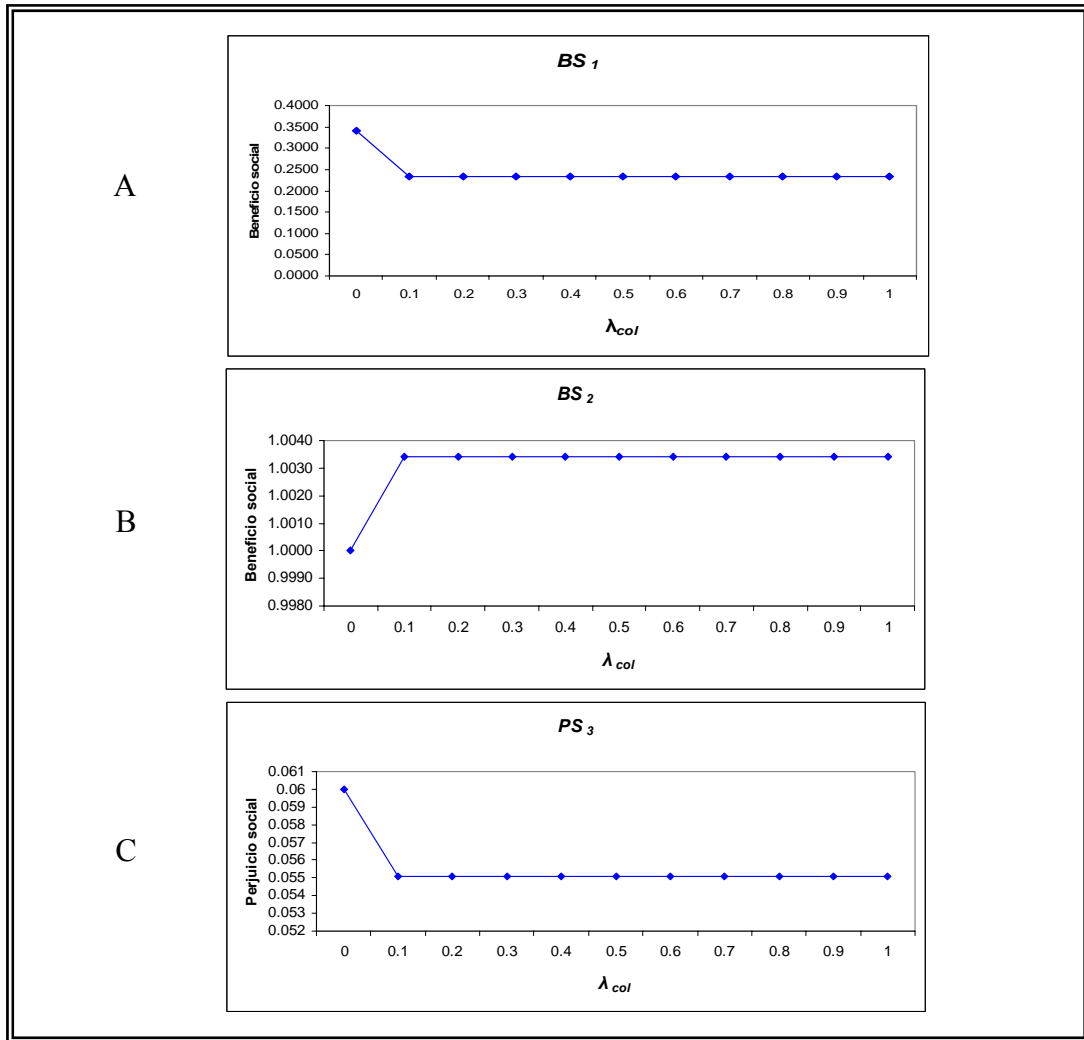 A
BS 1
Beneficio social
0.4000
0.3500
0.3000
0.2500
0.2000
0.1500
0.1000
0.0500
0.0000
0 0.1 0.2 0.3 0.4 0.5 0.6 0.7 0.8 0.9 1
λcol
B
BS 2
Beneficio social
1.0040
1.0030
1.0020
1.0010
1.0000
0.9990
0.9980
0 0.1 0.2 0.3 0.4 0.5 0.6 0.7 0.8 0.9 1
λ col
C
PS 3
Perjuicio social
0.061
0.06
0.059
0.058
0.057
0.056
0.055
0.054
0.053
0.052
0 0.1 0.2 0.3 0.4 0.5 0.6 0.7 0.8 0.9 1
λ col